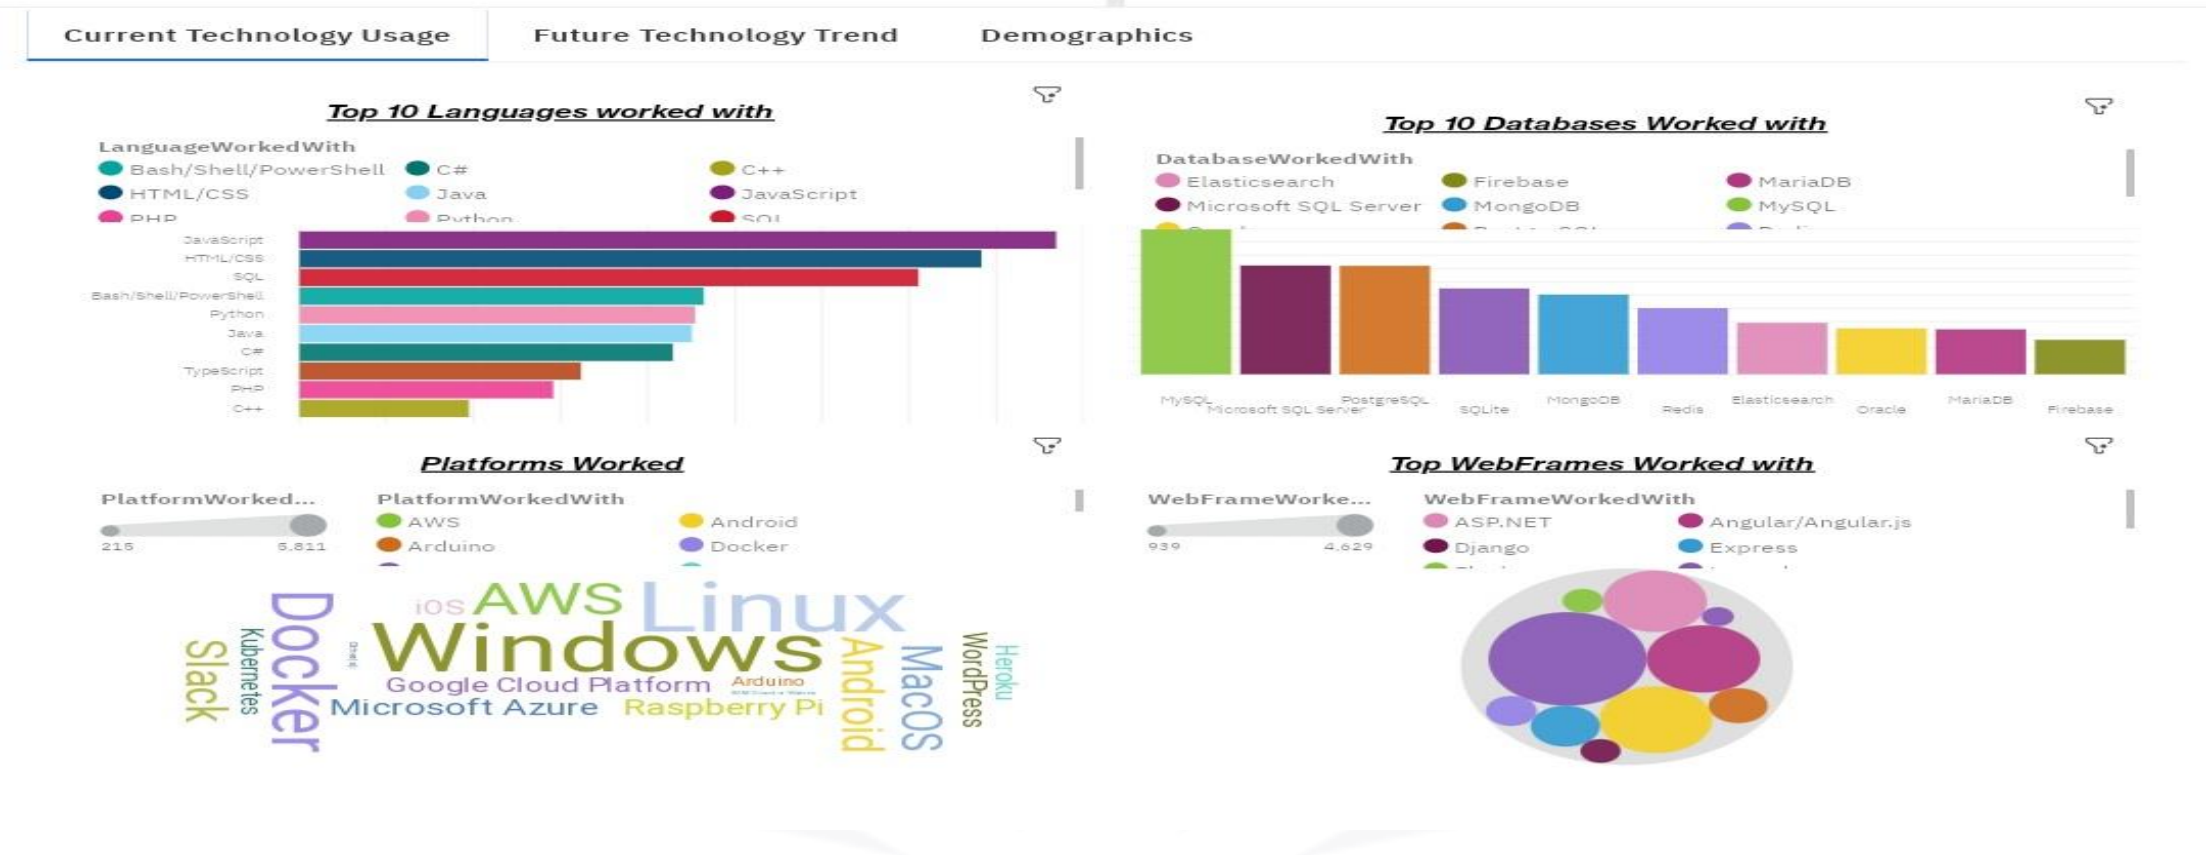 Current Technology Usage
Future Technology Trend
Demographics
Top 10 Languages worked with
LanguageWorkedWith
Bash/Shell/PowerShell
C#
C++
HTML/CSS
Java
JavaScript
PHP
Python
SQL
JavaScript
HTML/CSS
SQL
Bash/Shell/PowerShell
Python
Java
C#
TypeScript
PHP
C++
Top 10 Databases Worked with
DatabaseWorkedWith
Elasticsearch
Firebase
MariaDB
Microsoft SQL Server
MongoDB
MySQL
MySQL
Microsoft SQL Server
PostgreSQL
SQLite
MongoDB
Redis
Elasticsearch
Oracle
MariaDB
Firebase
Platforms Worked
PlatformWorked...
215
5.811
PlatformWorkedWith
AWS
Android
Arduino
Docker
iOS
AWS
Linux
Docker
Windows
Kubernetes
Slack
Google Cloud Platform
Arduino
Microsoft Azure
Raspberry Pi
Android
MacOS
WordPress
Heroku
Top WebFrames Worked with
WebFrameWorke...
939
4.629
WebFrameWorkedWith
ASP.NET
Angular/Angular.js
Django
Express